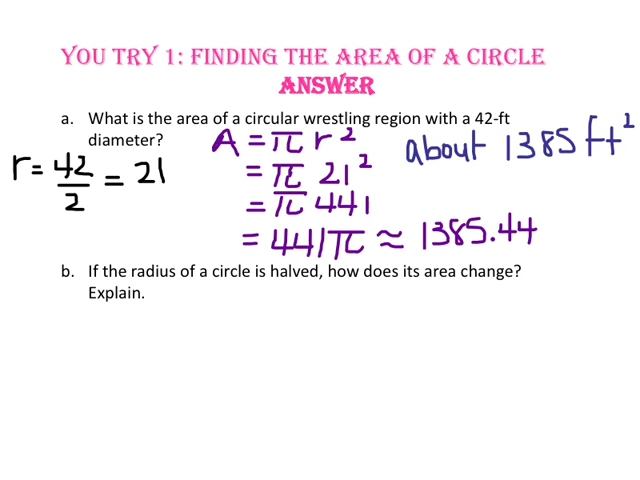 YOU TRY 1: FINDING THE AREA OF A CIRCLE
ANSWER
a. What is the area of a circular wrestling region with a 42-ft
diameter?
r = 42/2 = 21
A = π r²
= π 21²
= π 441
= 441π ≈ 1385.44
about 1385 ft²
b. If the radius of a circle is halved, how does its area change?
Explain.